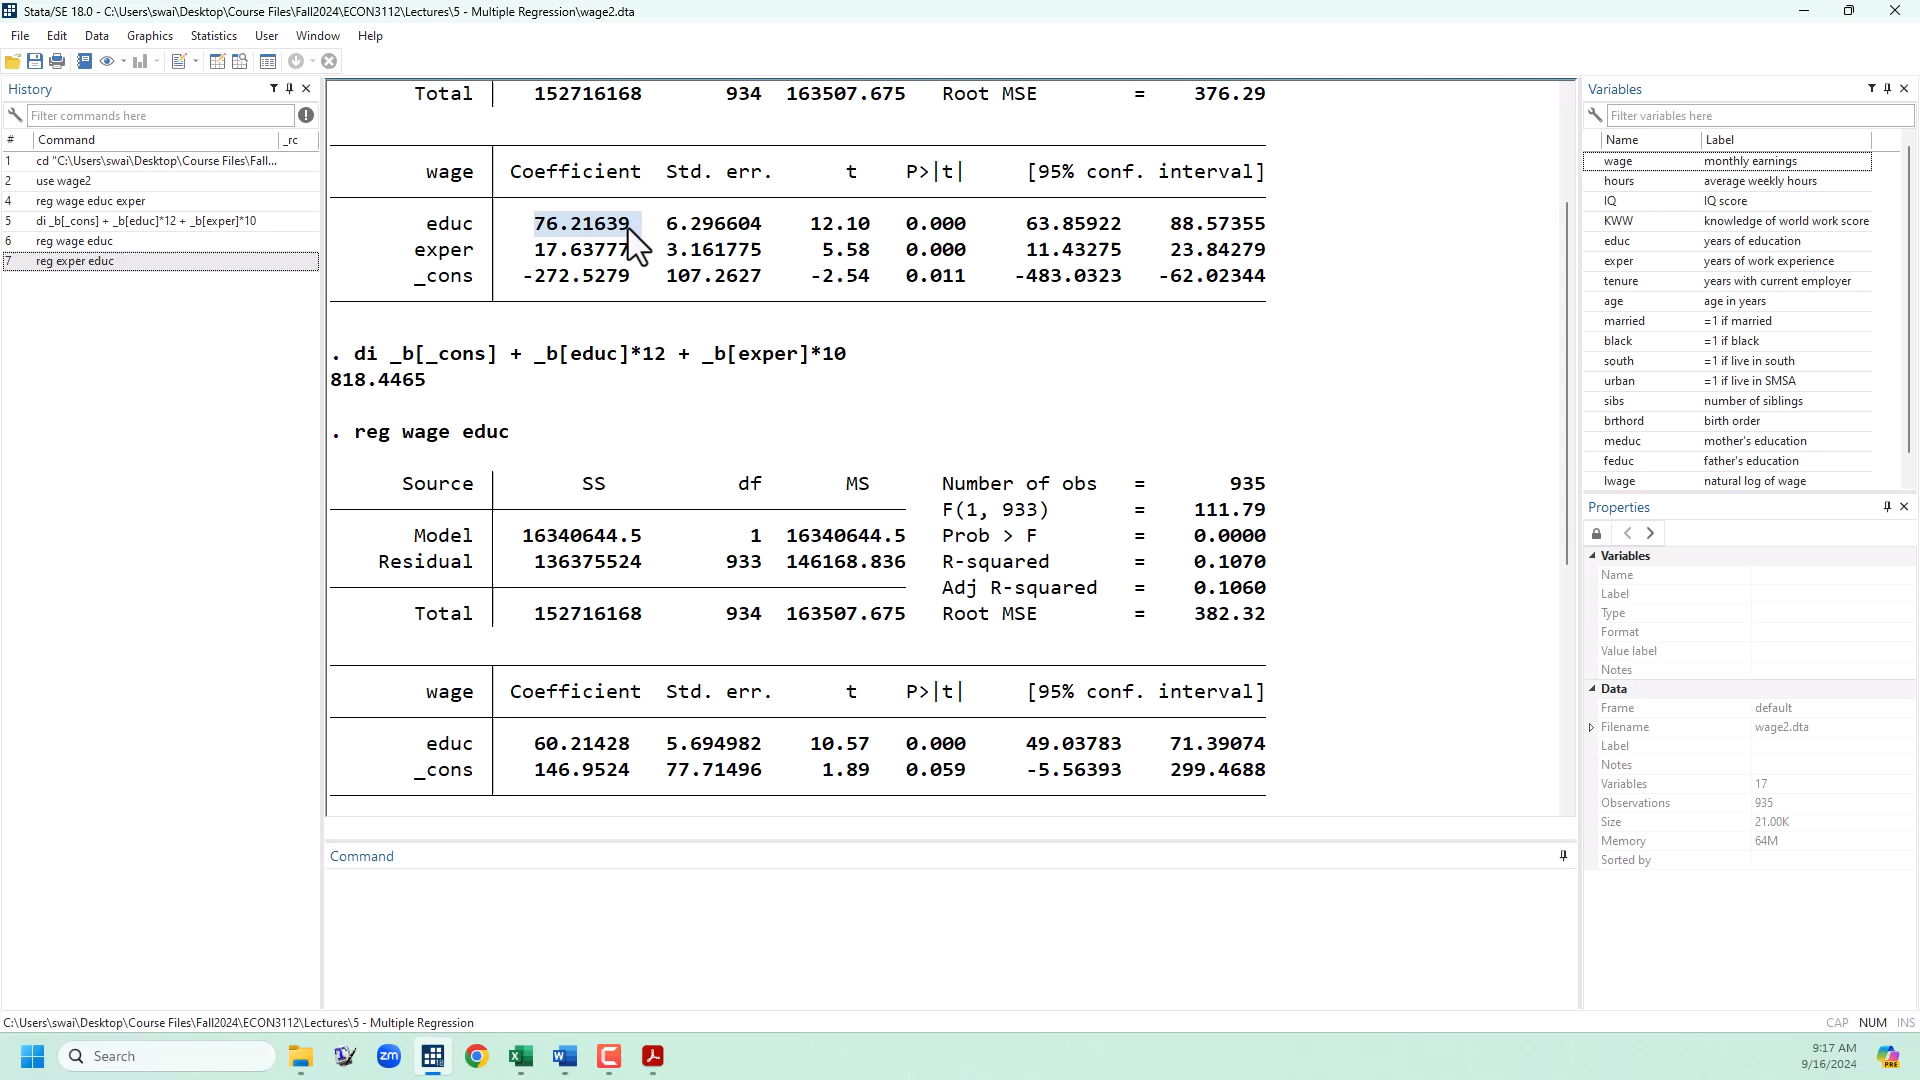 Stata/SE 18.0 - C:\Users\swai\Desktop\Course Files\Fall2024\ECON3112\Lectures\5 - Multiple Regression\wage2.dta
File Edit Data Graphics Statistics User Window Help
History
Filter commands here
# Command _rc
1 cd "C:\Users\swai\Desktop\Course Files\Fall...
2 use wage2
4 reg wage educ exper
5 di _b[_cons] + _b[educ]*12 + _b[exper]*10
6 reg wage educ
7 reg exper educ
Total 152716168 934 163507.675 Root MSE = 376.29
wage Coefficient Std. err. t P>|t| [95% conf. interval]
educ 76.21639 6.296604 12.10 0.000 63.85922 88.57355
exper 17.63777 3.161775 5.58 0.000 11.43275 23.84279
_cons -272.5279 107.2627 -2.54 0.011 -483.0323 -62.02344
. di _b[_cons] + _b[educ]*12 + _b[exper]*10
818.4465
. reg wage educ
Source SS df MS Number of obs = 935
F(1, 933) = 111.79
Model 16340644.5 1 16340644.5 Prob > F = 0.0000
Residual 136375524 933 146168.836 R-squared = 0.1070
Adj R-squared = 0.1060
Total 152716168 934 163507.675 Root MSE = 382.32
wage Coefficient Std. err. t P>|t| [95% conf. interval]
educ 60.21428 5.694982 10.57 0.000 49.03783 71.39074
_cons 146.9524 77.71496 1.89 0.059 -5.56393 299.4688
Command
Variables
Filter variables here
Name Label
wage monthly earnings
hours average weekly hours
IQ IQ score
KWW knowledge of world work score
educ years of education
exper years of work experience
tenure years with current employer
age age in years
married =1 if married
black =1 if black
south =1 if live in south
urban =1 if live in SMSA
sibs number of siblings
brthord birth order
meduc mother's education
feduc father's education
lwage natural log of wage
Properties
Variables
Name
Label
Type
Format
Value label
Notes
Data
Frame default
Filename wage2.dta
Label
Notes
Variables 17
Observations 935
Size 21.00K
Memory 64M
Sorted by
C:\Users\swai\Desktop\Course Files\Fall2024\ECON3112\Lectures\5 - Multiple Regression
CAP NUM INS
Search
zm
9:17 AM
9/16/2024
PRE